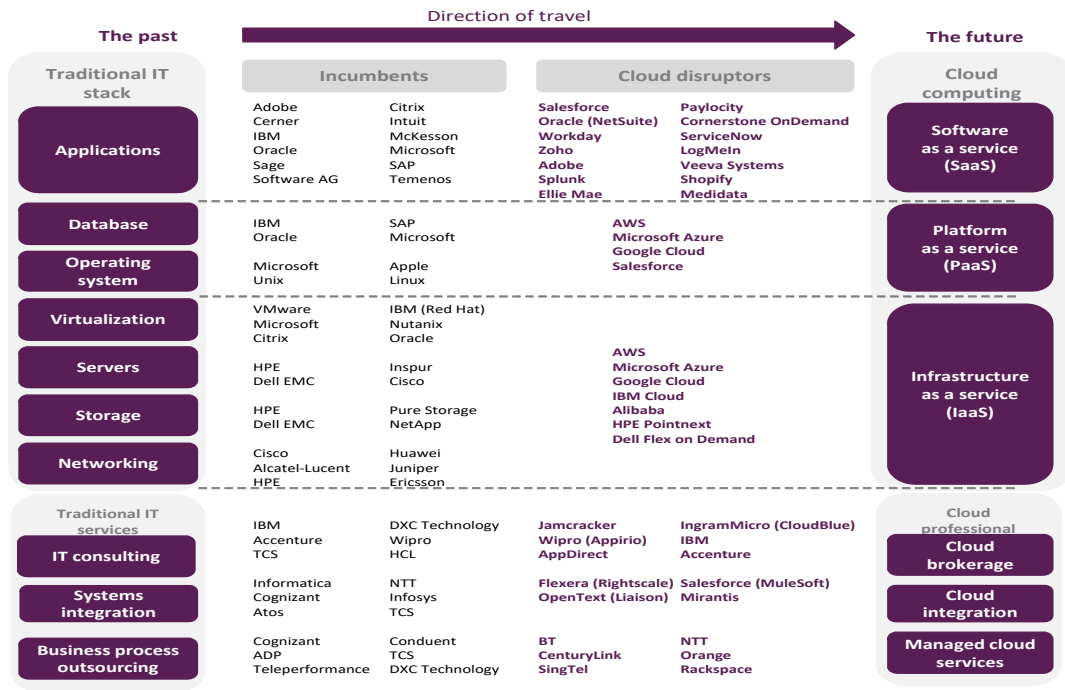 Direction of travel
The past
The future
Traditional IT
stack
Incumbents
Cloud disruptors
Cloud
computing
Applications
Adobe
Cerner
IBM
Oracle
Sage
Software AG
Citrix
Intuit
McKesson
Microsoft
SAP
Temenos
Salesforce
Oracle (NetSuite)
Workday
Zoho
Adobe
Splunk
Ellie Mae
Paylocity
Cornerstone OnDemand
ServiceNow
LogMeIn
Veeva Systems
Shopify
Medidata
Software
as a service
(SaaS)
Database
IBM
Oracle
SAP
Microsoft
Operating
system
Microsoft
Unix
Apple
Linux
AWS
Microsoft Azure
Google Cloud
Salesforce
Platform
as a service
(PaaS)
Virtualization
VMware
Microsoft
Citrix
IBM (Red Hat)
Nutanix
Oracle
Servers
HPE
Dell EMC
Inspur
Cisco
Storage
HPE
Dell EMC
Pure Storage
NetApp
Networking
Cisco
Alcatel-Lucent
HPE
Huawei
Juniper
Ericsson
AWS
Microsoft Azure
Google Cloud
IBM Cloud
Alibaba
HPE Pointnext
Dell Flex on Demand
Infrastructure
as a service
(IaaS)
Traditional IT
services
Cloud
professional
IT consulting
IBM
Accenture
TCS
DXC Technology
Wipro
HCL
Jamcracker
Wipro (Appirio)
AppDirect
IngramMicro (CloudBlue)
IBM
Accenture
Cloud
brokerage
Systems
integration
Informatica
Cognizant
Atos
NTT
Infosys
TCS
Flexera (Rightscale)
OpenText (Liaison)
Salesforce (MuleSoft)
Mirantis
Cloud
integration
Business process
outsourcing
Cognizant
ADP
Teleperformance
Conduent
TCS
DXC Technology
BT
CenturyLink
SingTel
NTT
Orange
Rackspace
Managed cloud
services